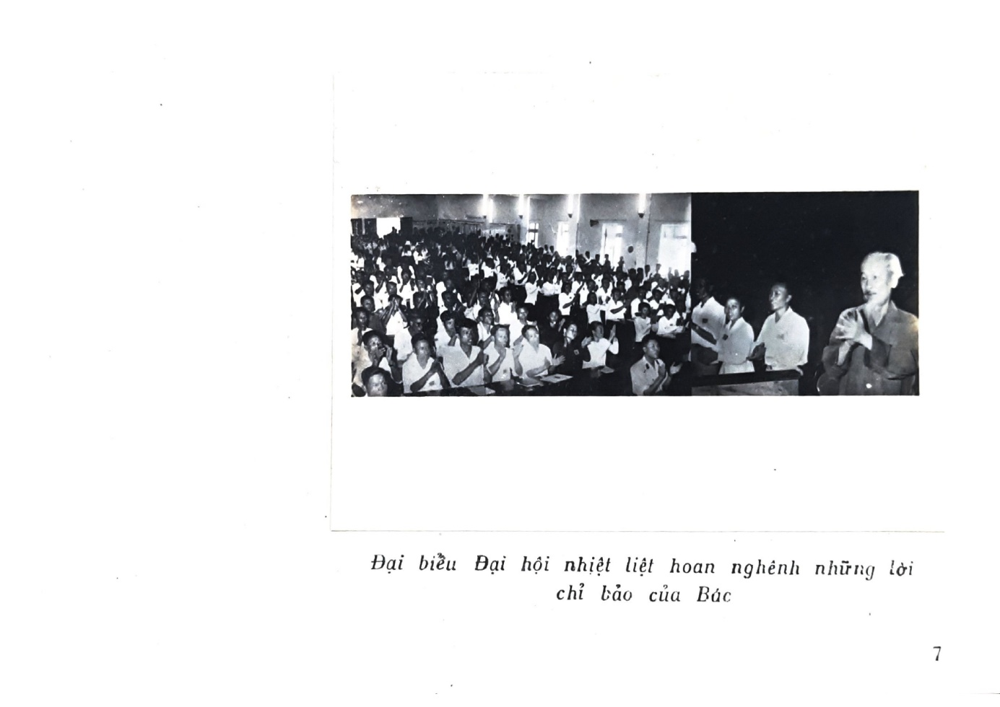 Đại biểu Đại hội nhiệt liệt hoan nghênh những lời
chỉ bảo của Bác
7